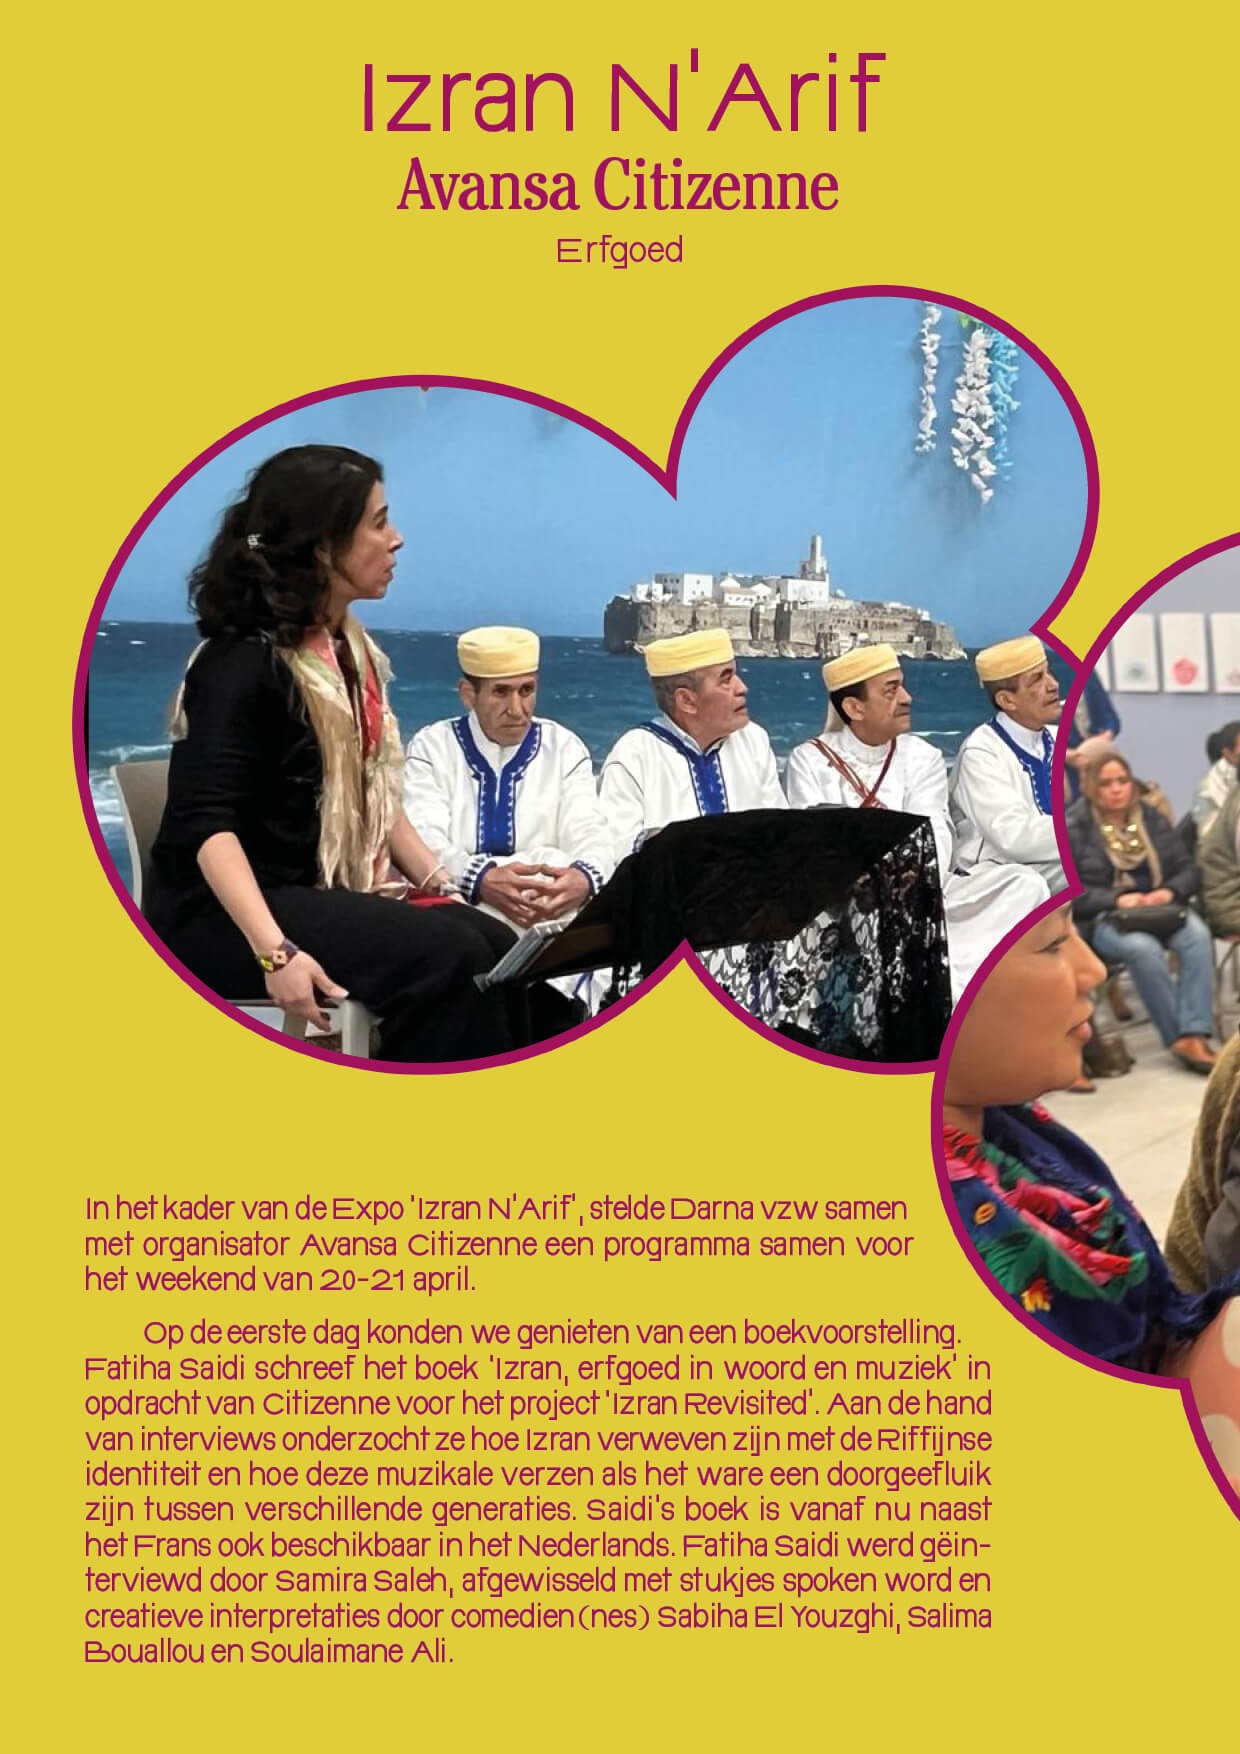 Izran N'Arif
Avansa Citizenne
Erfgoed
In het kader van de Expo 'Izran N'Arif', stelde Darna vzw samen
met organisator Avansa Citizenne een programma samen voor
het weekend van 20-21 april.
Op de eerste dag konden we genieten van een boekvoorstelling.
Fatiha Saidi schreef het boek 'Izran, erfgoed in woord en muziek' in
opdracht van Citizenne voor het project 'Izran Revisited'. Aan de hand
van interviews onderzocht ze hoe Izran verweven zijn met de Riffijnse
identiteit en hoe deze muzikale verzen als het ware een doorgeefluik
zijn tussen verschillende generaties. Saidi's boek is vanaf nu naast
het Frans ook beschikbaar in het Nederlands. Fatiha Saidi werd gëin-
terviewd door Samira Saleh, afgewisseld met stukjes spoken word en
creatieve interpretaties door comedien(nes) Sabiha El Youzghi, Salima
Bouallou en Soulaimane Ali.